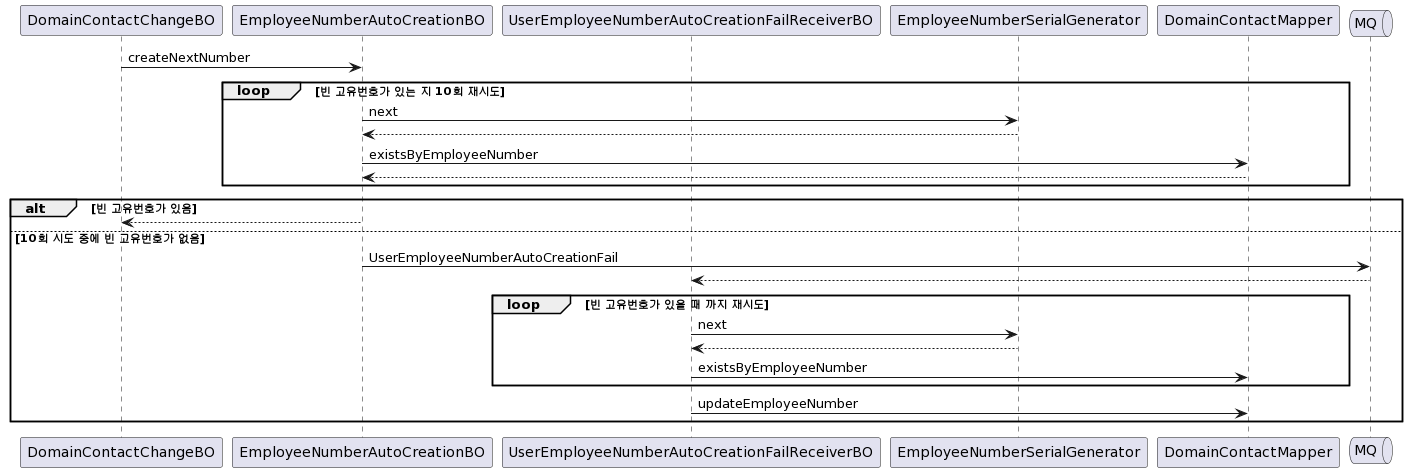 DomainContactChangeBO
EmployeeNumberAutoCreationBO
UserEmployeeNumberAutoCreationFailReceiverBO
EmployeeNumberSerialGenerator
DomainContactMapper
MQ
createNextNumber
loop
[빈 고유번호가 있는 지 10회 재시도]
next
existsByEmployeeNumber
alt
[빈 고유번호가 있음]
[10회 시도 중에 빈 고유번호가 없음]
UserEmployeeNumberAutoCreationFail
loop
[빈 고유번호가 있을 때 까지 재시도]
next
existsByEmployeeNumber
updateEmployeeNumber
DomainContactChangeBO
EmployeeNumberAutoCreationBO
UserEmployeeNumberAutoCreationFailReceiverBO
EmployeeNumberSerialGenerator
DomainContactMapper
MQ